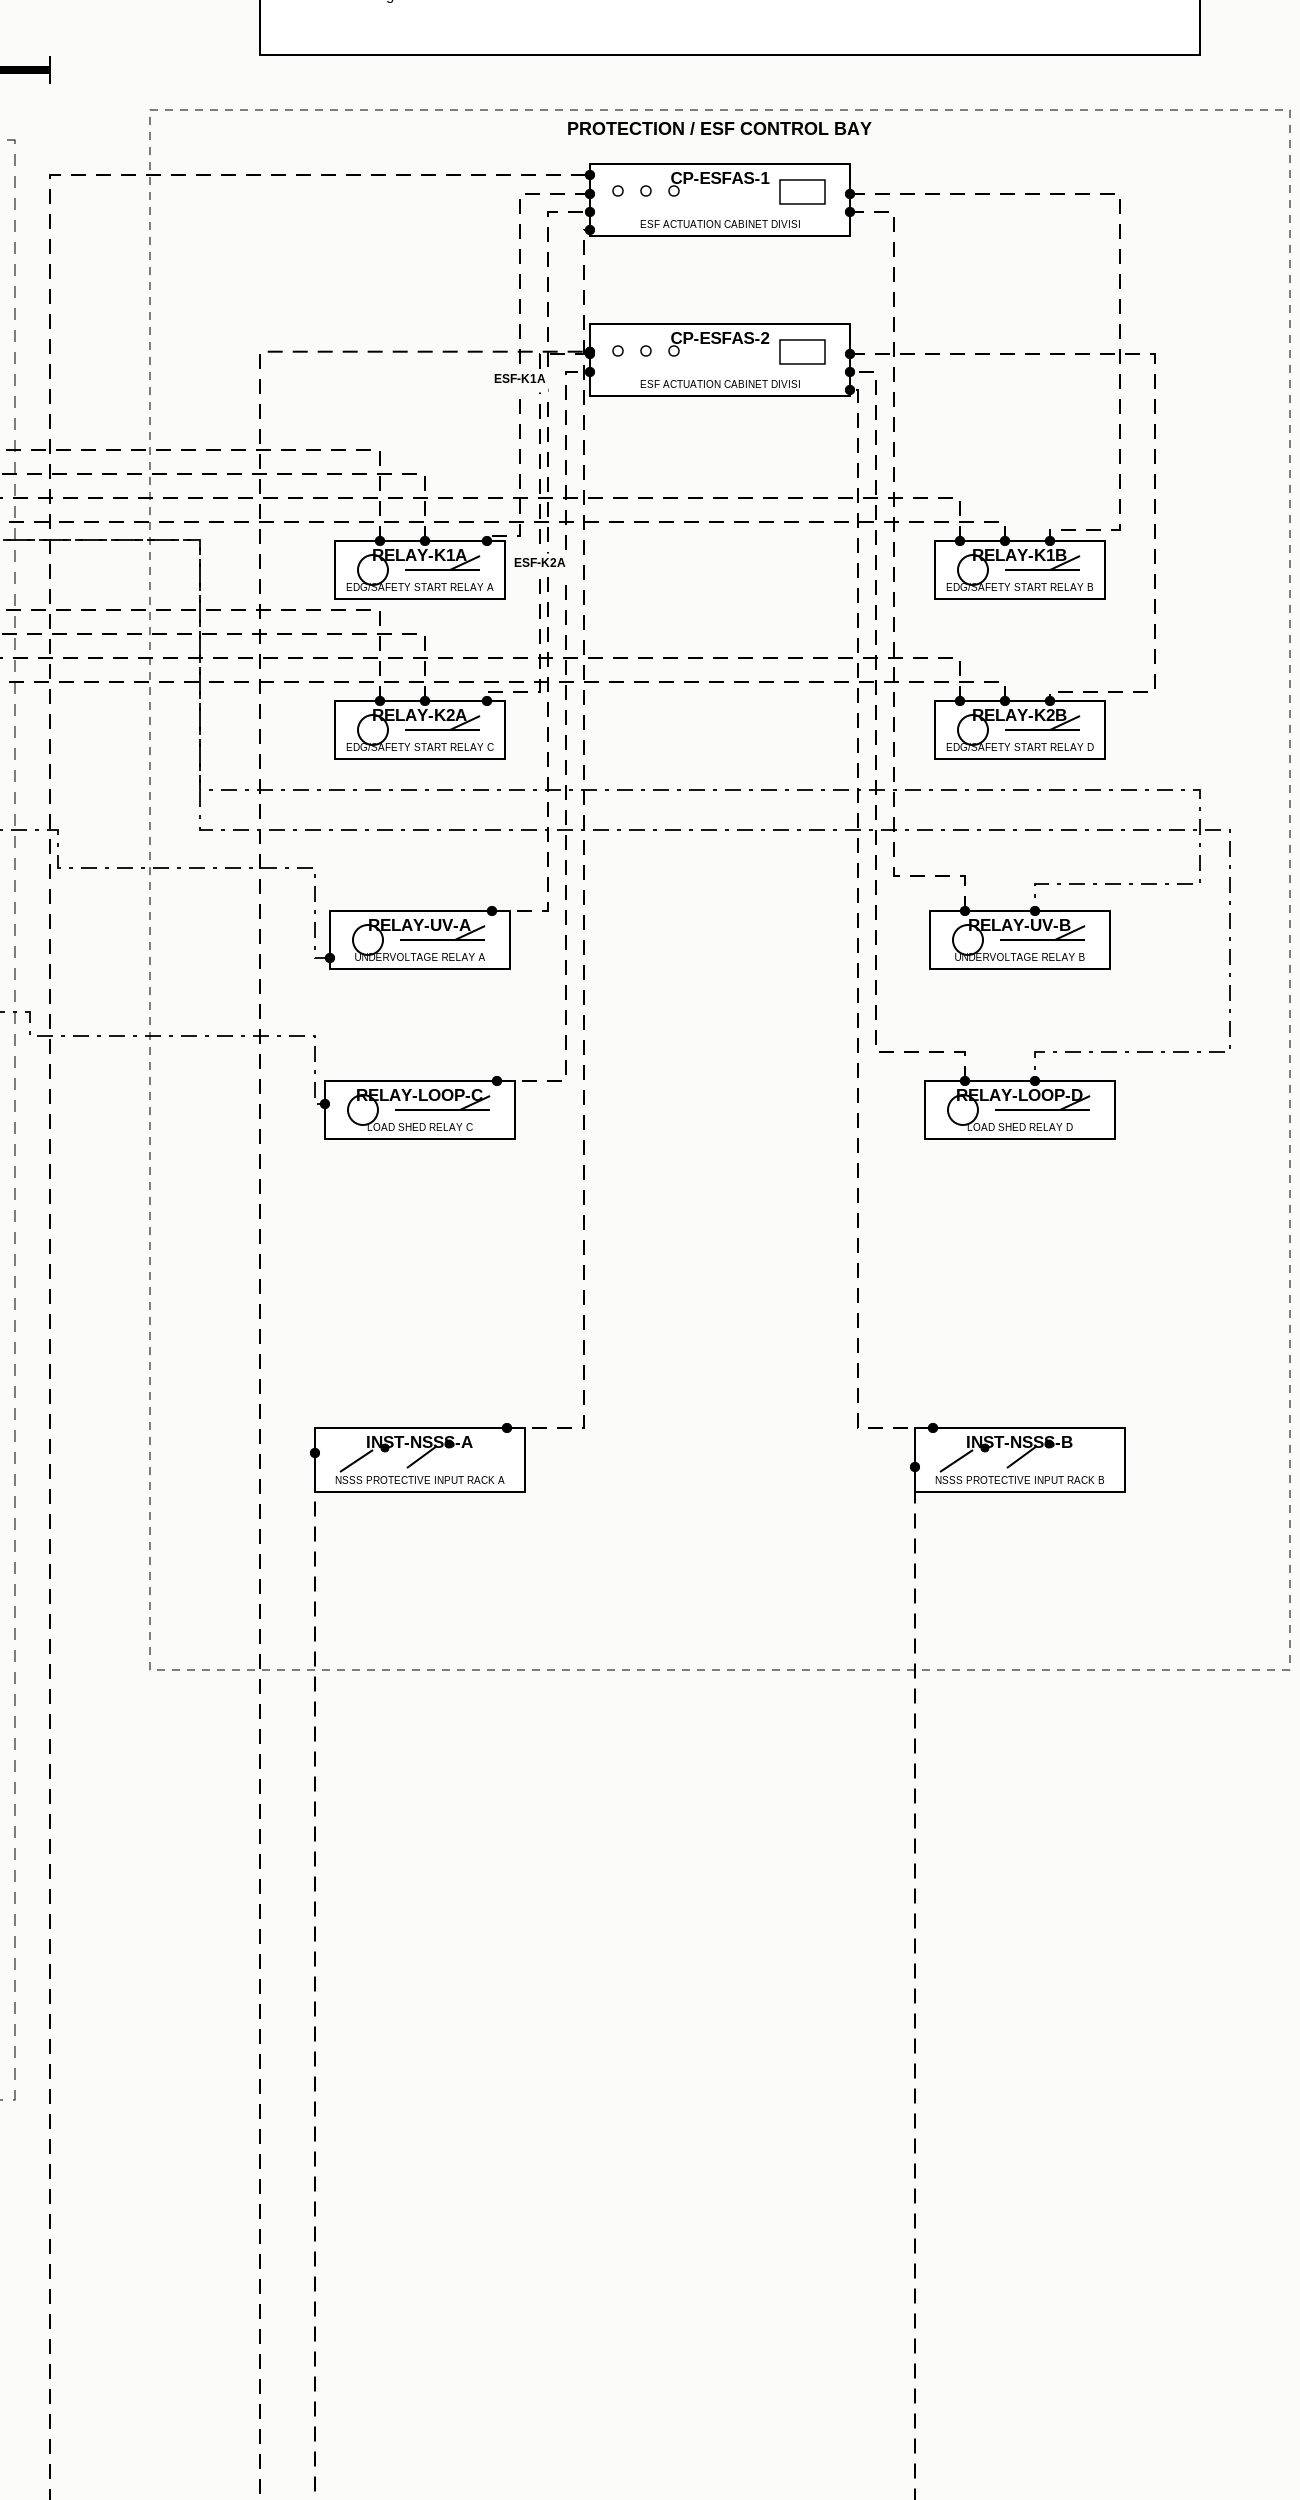 PROTECTION / ESF CONTROL BAY
CP-ESFAS-1
ESF ACTUATION CABINET DIVISI
CP-ESFAS-2
ESF ACTUATION CABINET DIVISI
ESF-K1A
RELAY-K1A
EDG/SAFETY START RELAY A
ESF-K2A
RELAY-K1B
EDG/SAFETY START RELAY B
RELAY-K2A
EDG/SAFETY START RELAY C
RELAY-K2B
EDG/SAFETY START RELAY D
RELAY-UV-A
UNDERVOLTAGE RELAY A
RELAY-UV-B
UNDERVOLTAGE RELAY B
RELAY-LOOP-C
LOAD SHED RELAY C
RELAY-LOOP-D
LOAD SHED RELAY D
INST-NSSS-A
NSSS PROTECTIVE INPUT RACK A
INST-NSSS-B
NSSS PROTECTIVE INPUT RACK B